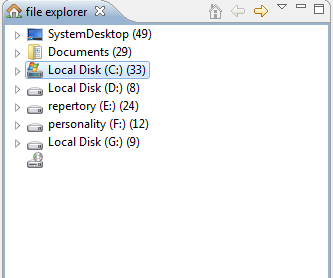 file explorer
SystemDesktop (49)
Documents (29)
Local Disk (C:) (33)
Local Disk (D:) (8)
repertory (E:) (24)
personality (F:) (12)
Local Disk (G:) (9)